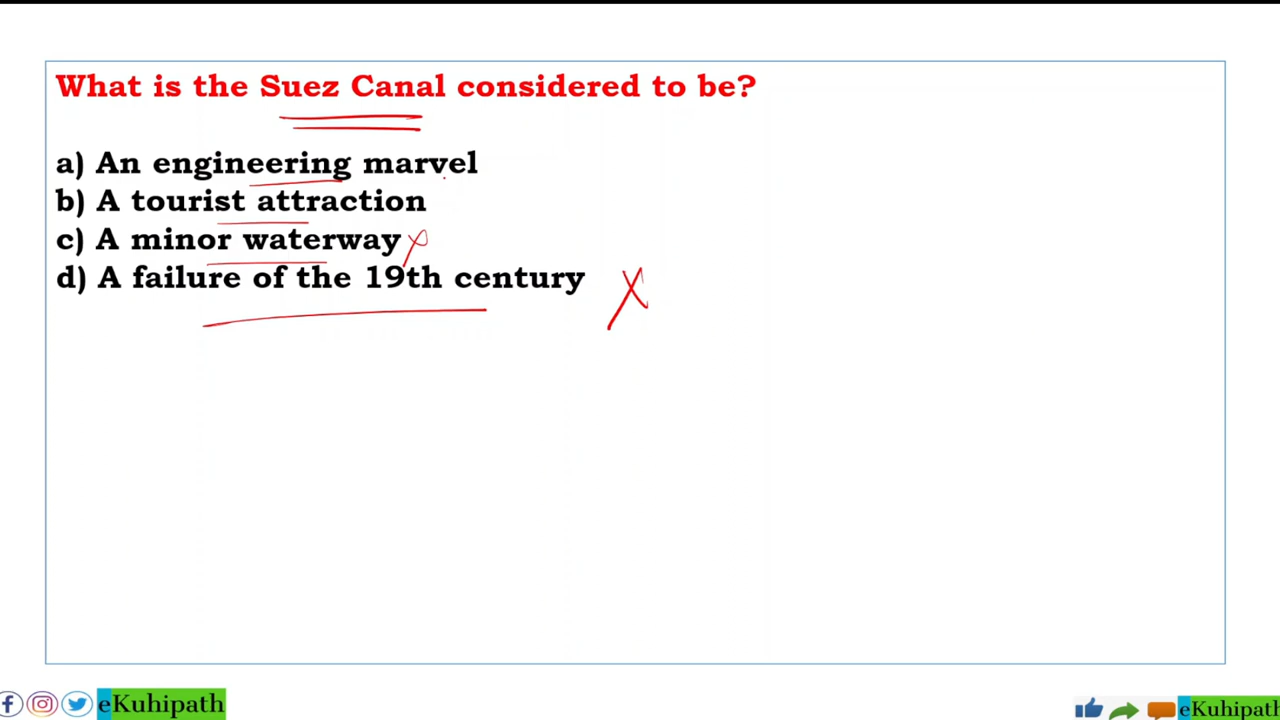 What is the Suez Canal considered to be?
a) An engineering marvel
b) A tourist attraction
c) A minor waterway
d) A failure of the 19th century
eKuhipath
eKuhipath